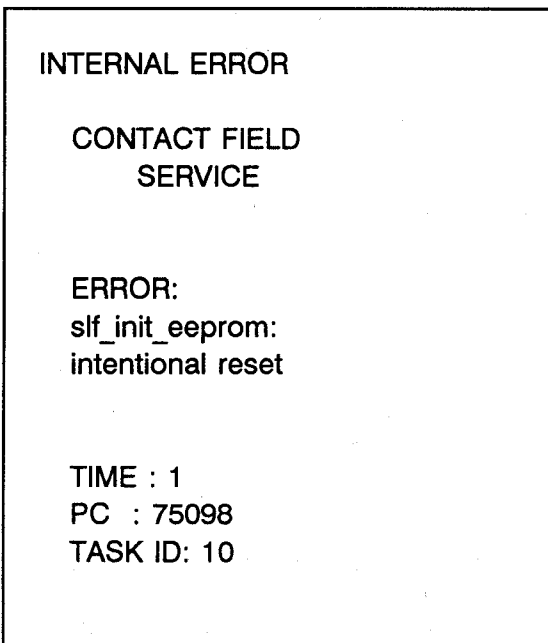 INTERNAL ERROR
CONTACT FIELD
SERVICE
ERROR:
slf_init_eeprom:
intentional reset
TIME : 1
PC : 75098
TASK ID: 10